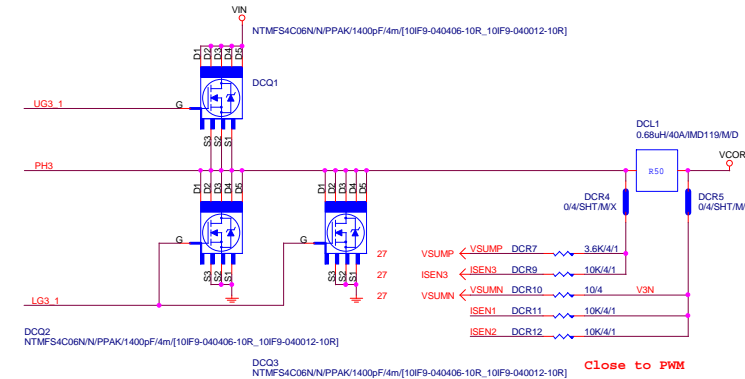 VIN
NTMFS4C06N/N/PPAK/1400pF/4m/[10IF9-040406-10R_10IF9-040012-10R]
D1 D2 D3 D4 D5
DCQ1
UG3_1
G
S3 S2 S1
PH3
DCL1
0.68uH/40A/IMD119/M/D
VCOR
R50
D1 D2 D3 D4 D5
D1 D2 D3 D4 D5
DCR4
0/4/SHT/M/X
DCR5
0/4/SHT/M/
G
G
S3 S2 S1
S3 S2 S1
27 VSUMP VSUMP DCR7 3.6K/4/1
27 ISEN3 ISEN3 DCR9 10K/4/1
27 VSUMN VSUMN DCR10 10/4 V3N
LG3_1
ISEN1 DCR11 10K/4/1
ISEN2 DCR12 10K/4/1
DCQ2
NTMFS4C06N/N/PPAK/1400pF/4m/[10IF9-040406-10R_10IF9-040012-10R]
DCQ3
NTMFS4C06N/N/PPAK/1400pF/4m/[10IF9-040406-10R_10IF9-040012-10R]
Close to PWM